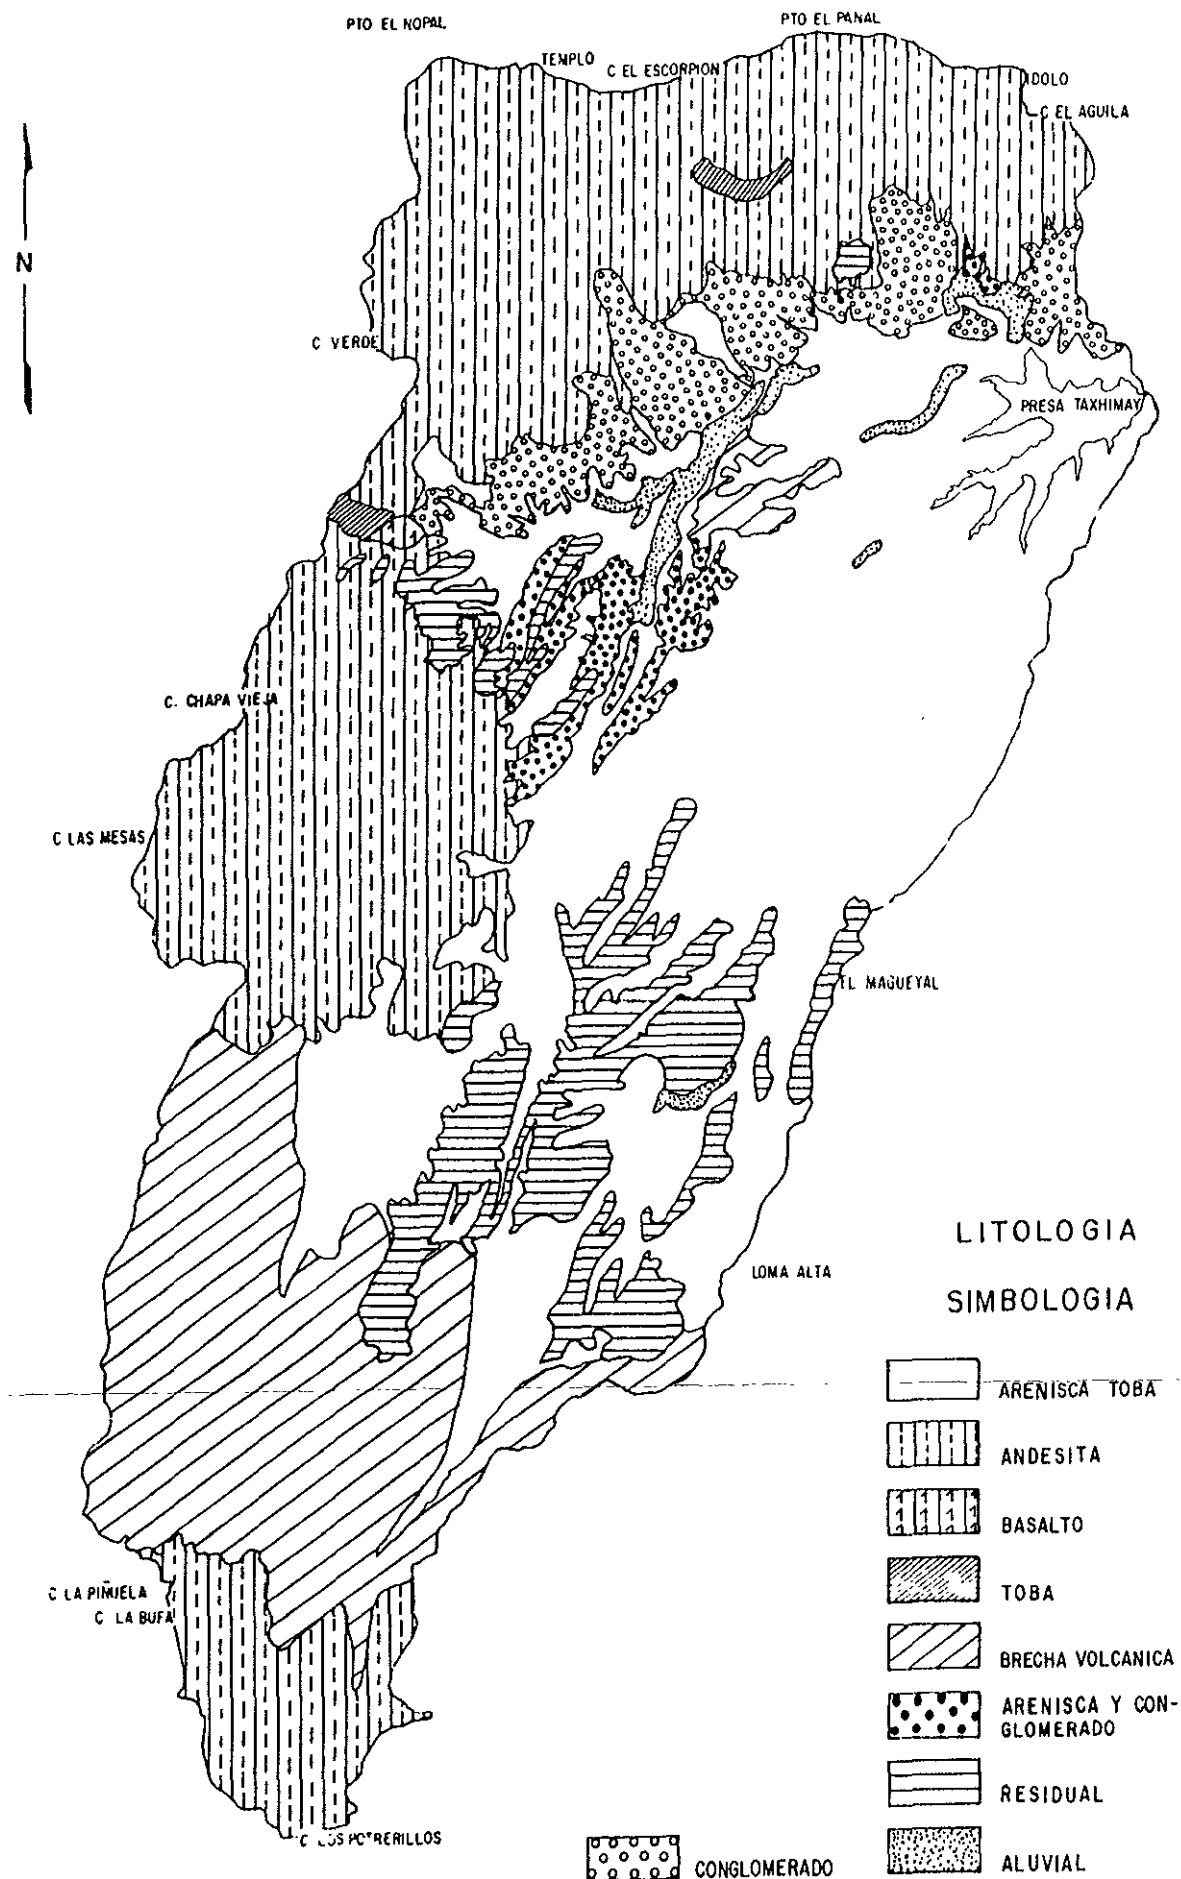 PTO EL NOPAL
PTO EL PANAL
TEMPLO
C EL ESCORPION
IDOLO
C EL AGUILA
N
C VERDE
PRESA TAXHIMAY
C. CHAPA VIEJA
C LAS MESAS
EL MAGUEYAL
LITOLOGIA
LOMA ALTA
SIMBOLOGIA
ARENISCA TOBA
ANDESITA
BASALTO
TOBA
C LA PIÑUELA
C LA BUFA
BRECHA VOLCANICA
ARENISCA Y CON-
GLOMERADO
RESIDUAL
C LOS POTRERILLOS
CONGLOMERADO
ALUVIAL